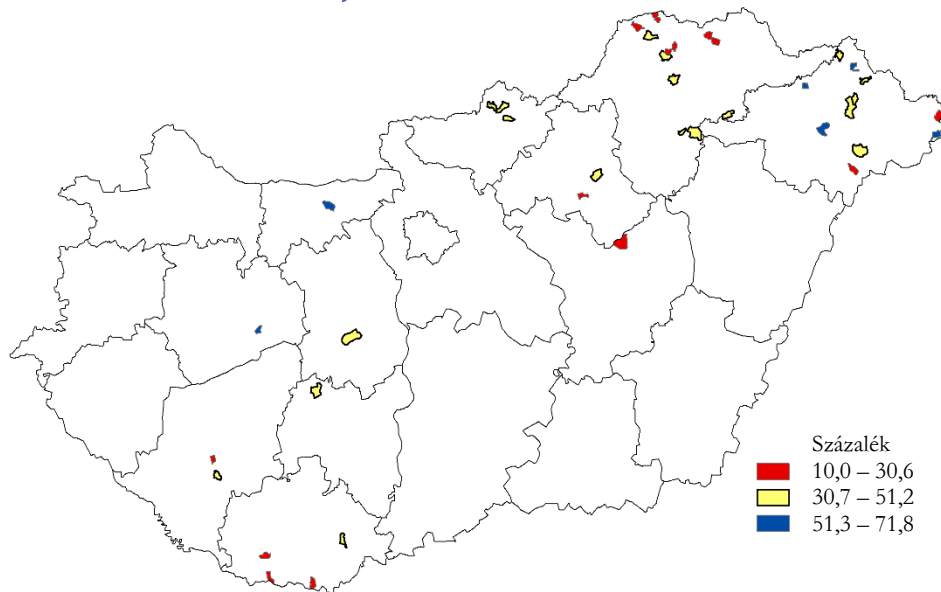 Százalék
10,0 – 30,6
30,7 – 51,2
51,3 – 71,8